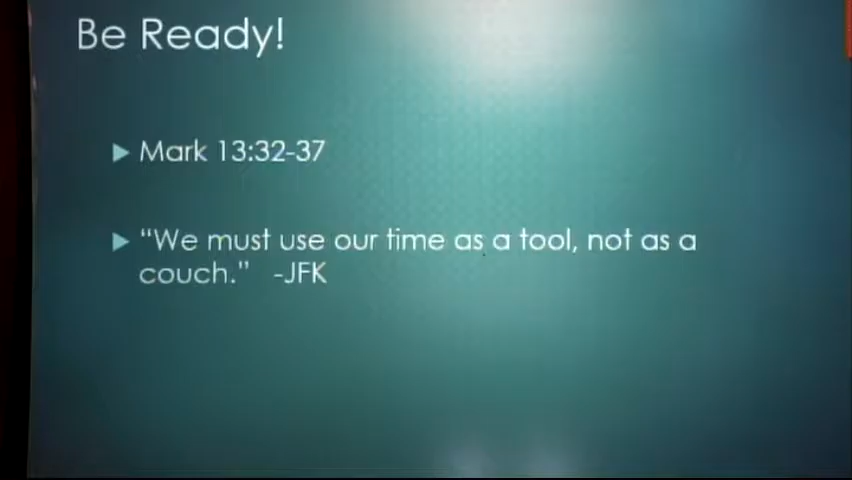 Be Ready!
Mark 13:32-37
“We must use our time as a tool, not as a
couch.” -JFK